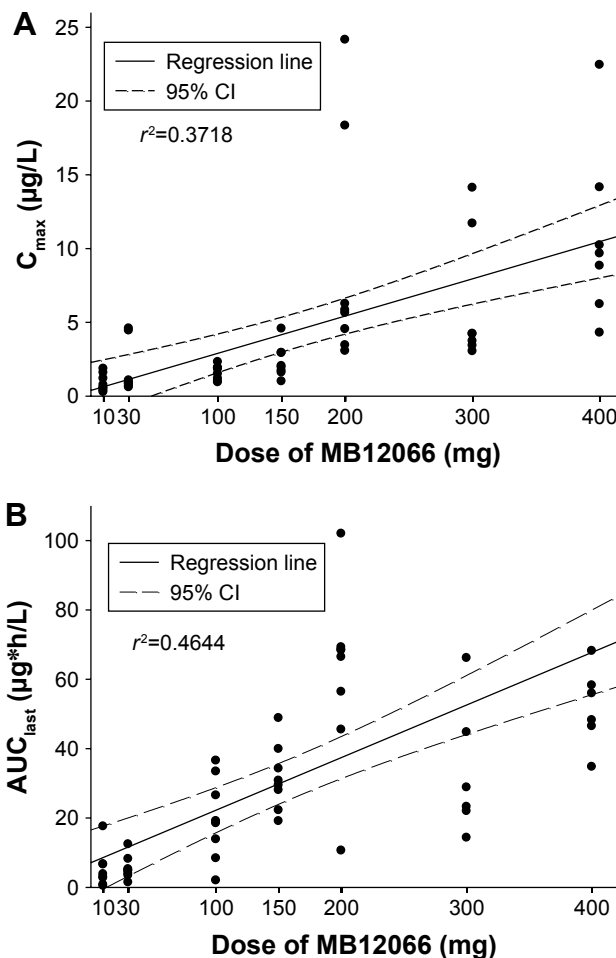 A
25
20
15
10
5
0
C_max (µg/L)
Regression line
95% CI
r²=0.3718
1030 100 150 200 300 400
Dose of MB12066 (mg)
B
100
80
60
40
20
0
AUC_last (µg*h/L)
Regression line
95% CI
r²=0.4644
1030 100 150 200 300 400
Dose of MB12066 (mg)